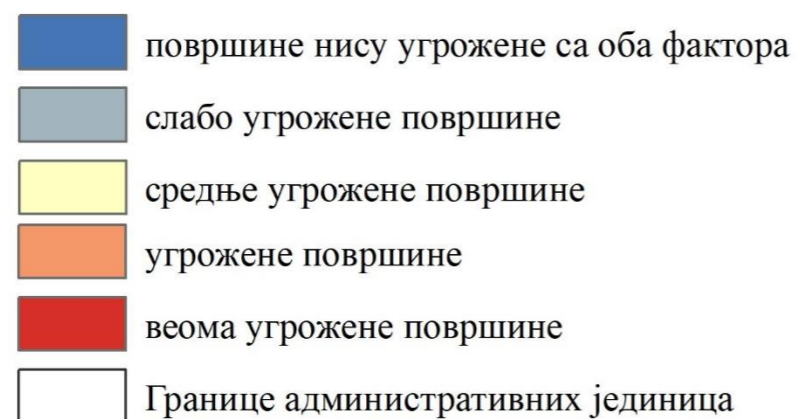 површине нису угрожене са оба фактора
слабо угрожене површине
средње угрожене површине
угрожене површине
веома угрожене површине
Границе административних јединица